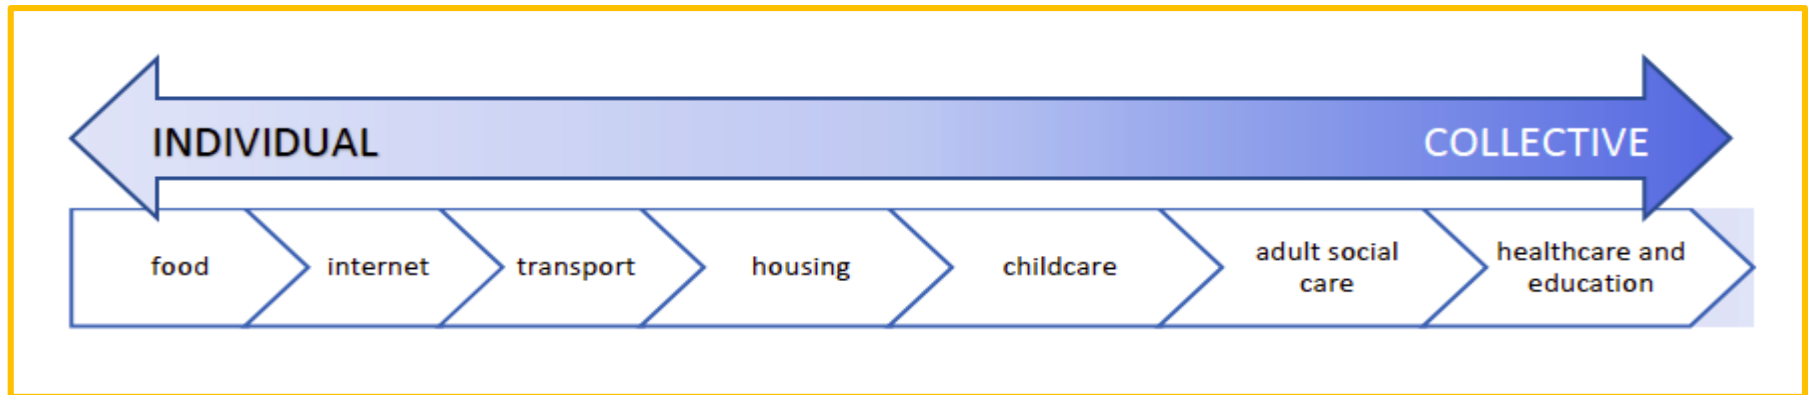 INDIVIDUAL COLLECTIVE
food internet transport housing childcare adult social care healthcare and education